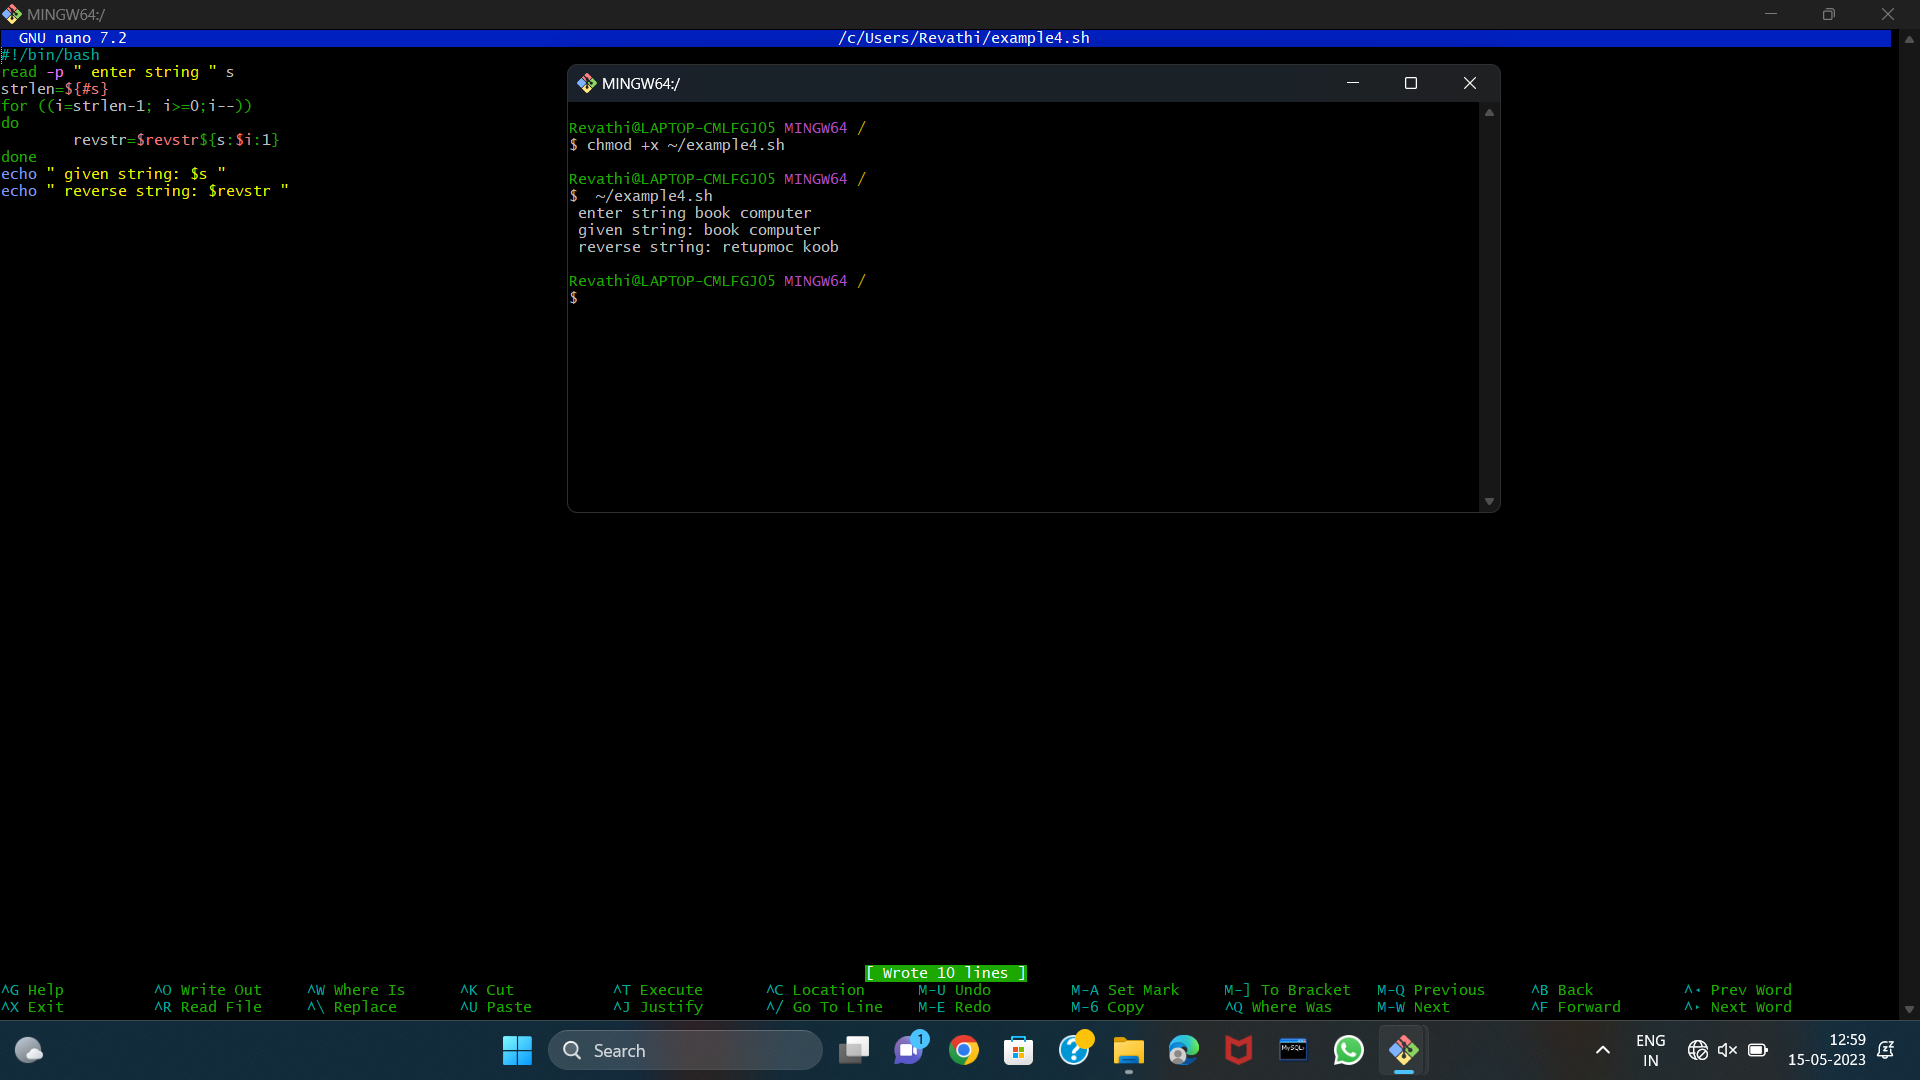 MINGW64:/
GNU nano 7.2 /c/Users/Revathi/example4.sh
#!/bin/bash
read -p " enter string " s
strlen=${#s}
for ((i=strlen-1; i>=0;i--))
do
        revstr=$revstr${s:$i:1}
done
echo " given string: $s "
echo " reverse string: $revstr "
MINGW64:/
Revathi@LAPTOP-CMLFGJO5 MINGW64 /
$ chmod +x ~/example4.sh
Revathi@LAPTOP-CMLFGJO5 MINGW64 /
$  ~/example4.sh
 enter string book computer
 given string: book computer
 reverse string: retupmoc koob
Revathi@LAPTOP-CMLFGJO5 MINGW64 /
$
[ Wrote 10 lines ]
^G Help ^O Write Out ^W Where Is ^K Cut ^T Execute ^C Location M-U Undo M-A Set Mark M-] To Bracket M-Q Previous ^B Back ^◂ Prev Word
^X Exit ^R Read File ^\ Replace ^U Paste ^J Justify ^/ Go To Line M-E Redo M-6 Copy ^Q Where Was M-W Next ^F Forward ^▸ Next Word
Search
1
MySQL
ENG
IN
12:59
15-05-2023